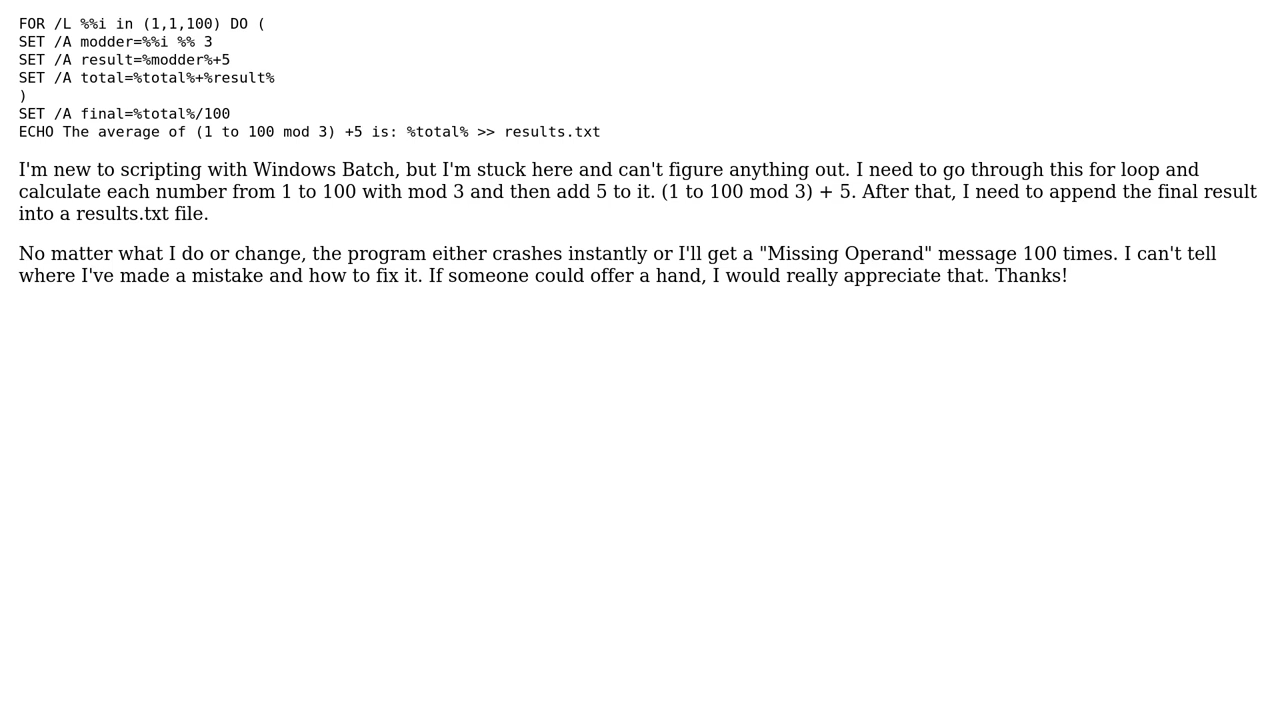 FOR /L %%i in (1,1,100) DO (
SET /A modder=%%i %% 3
SET /A result=%modder%+5
SET /A total=%total%+%result%
)
SET /A final=%total%/100
ECHO The average of (1 to 100 mod 3) +5 is: %total% >> results.txt
I'm new to scripting with Windows Batch, but I'm stuck here and can't figure anything out. I need to go through this for loop and
calculate each number from 1 to 100 with mod 3 and then add 5 to it. (1 to 100 mod 3) + 5. After that, I need to append the final result
into a results.txt file.
No matter what I do or change, the program either crashes instantly or I'll get a "Missing Operand" message 100 times. I can't tell
where I've made a mistake and how to fix it. If someone could offer a hand, I would really appreciate that. Thanks!